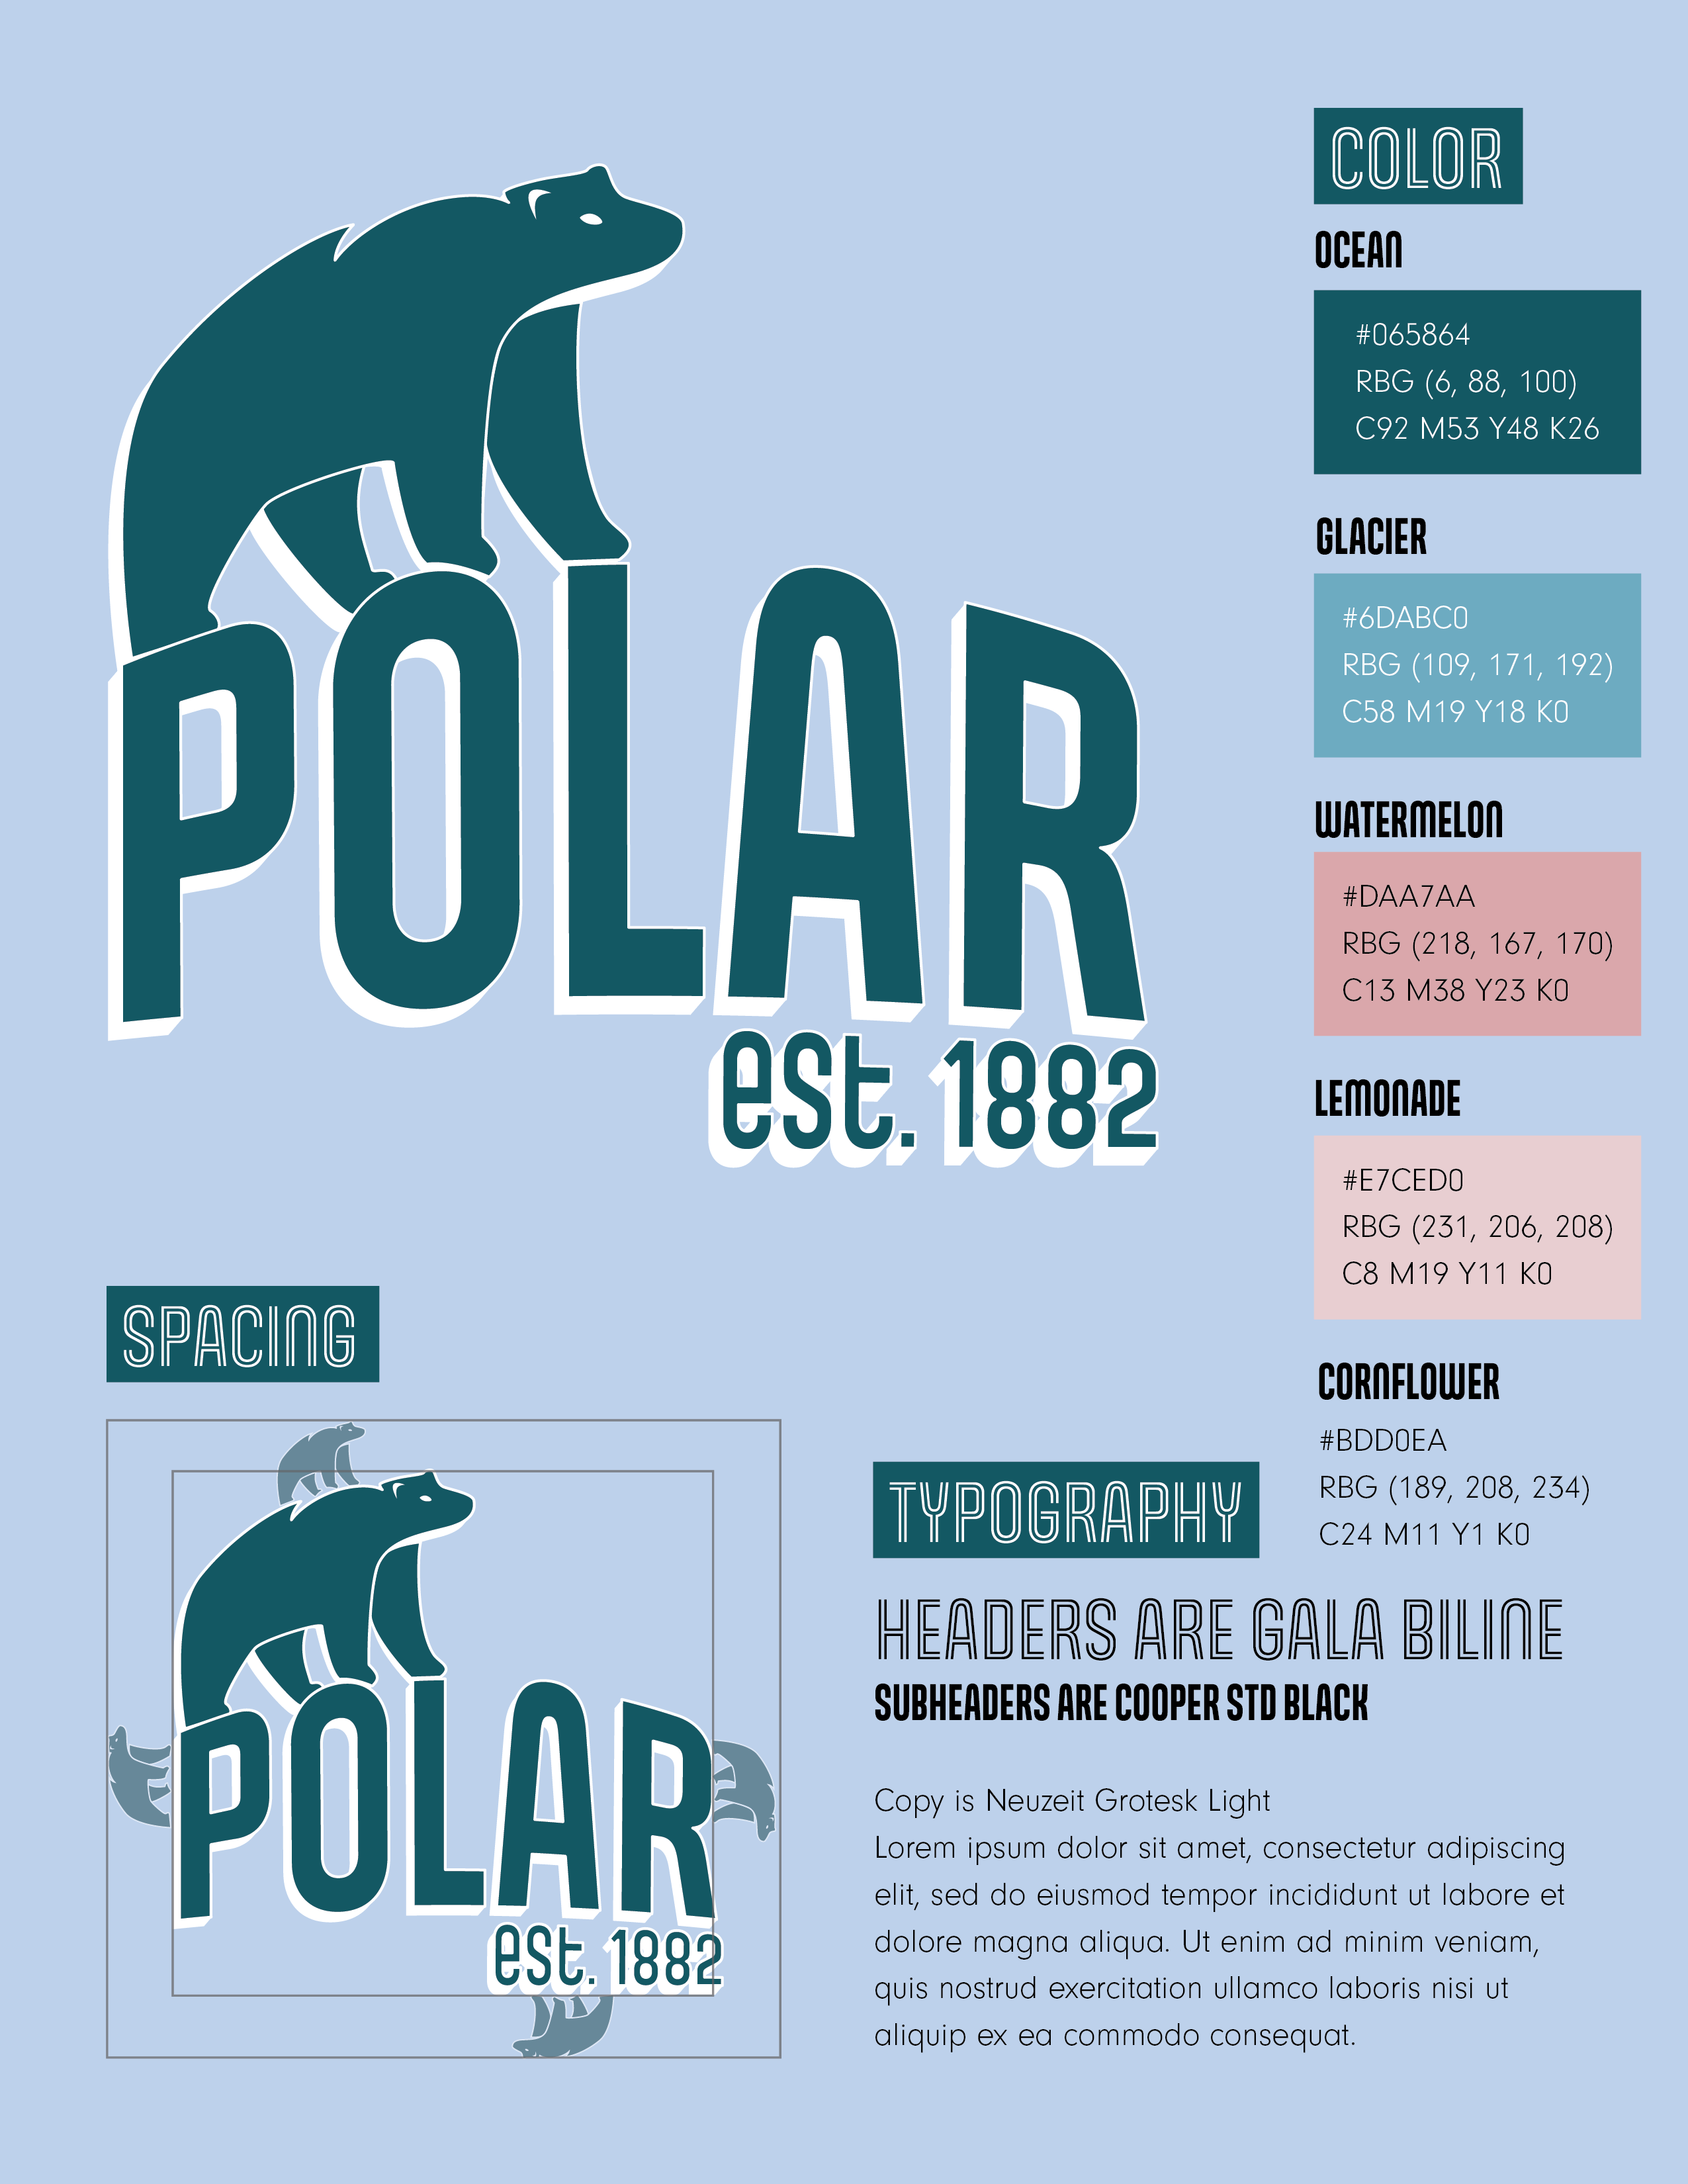 POLAR
est. 1882
COLOR
OCEAN
#065864
RBG (6, 88, 100)
C92 M53 Y48 K26
GLACIER
#6DABC0
RBG (109, 171, 192)
C58 M19 Y18 K0
WATERMELON
#DAA7AA
RBG (218, 167, 170)
C13 M38 Y23 K0
LEMONADE
#E7CED0
RBG (231, 206, 208)
C8 M19 Y11 K0
CORNFLOWER
#BDD0EA
RBG (189, 208, 234)
C24 M11 Y1 K0
SPACING
POLAR
est. 1882
TYPOGRAPHY
HEADERS ARE GALA BILINE
SUBHEADERS ARE COOPER STD BLACK
Copy is Neuzeit Grotesk Light
Lorem ipsum dolor sit amet, consectetur adipiscing
elit, sed do eiusmod tempor incididunt ut labore et
dolore magna aliqua. Ut enim ad minim veniam,
quis nostrud exercitation ullamco laboris nisi ut
aliquip ex ea commodo consequat.